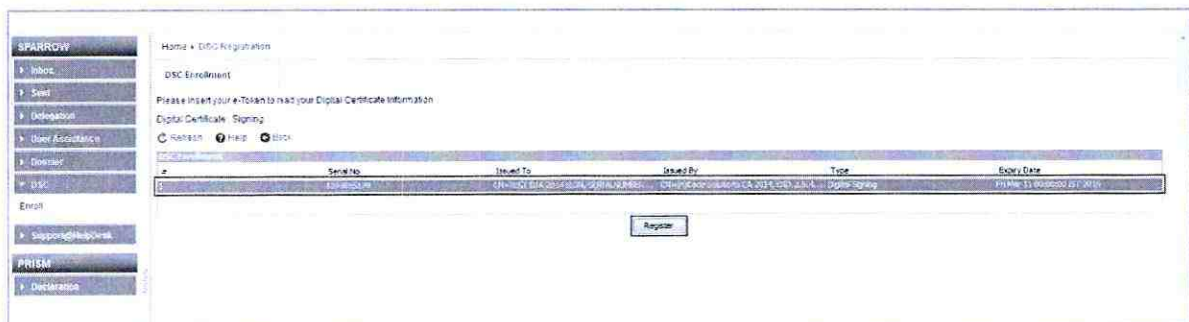 SPARROW
Inbox
Sent
Delegation
User Assistance
Dossier
DSC
Enroll
Support@HelpDesk
PRISM
Declaration
Home DSC Registration
DSC Enrollment
Please insert your e-Token to read your Digital Certificate Information
Digital Certificate : Signing
Refresh Help Back
DSC Enrollment
# Serial No Issued To Issued By Type Expiry Date
1 Digital Signing
Register